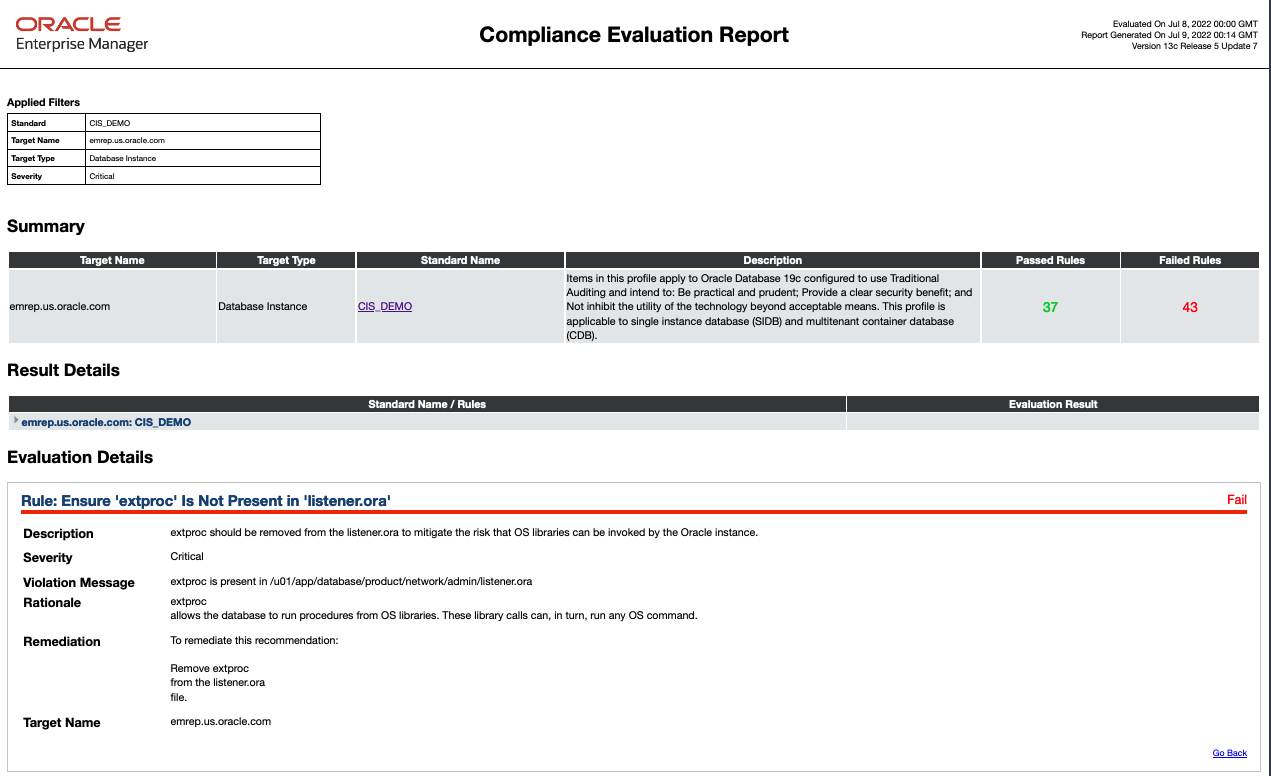 ORACLE
Enterprise Manager
Compliance Evaluation Report
Evaluated On Jul 8, 2022 00:00 GMT
Report Generated On Jul 9, 2022 00:14 GMT
Version 13c Release 5 Update 7
Applied Filters
Standard CIS_DEMO
Target Name emrep.us.oracle.com
Target Type Database Instance
Severity Critical
Summary
Target Name Target Type Standard Name Description Passed Rules Failed Rules
emrep.us.oracle.com Database Instance CIS_DEMO
Items in this profile apply to Oracle Database 19c configured to use Traditional
Auditing and intend to: Be practical and prudent; Provide a clear security benefit; and
Not inhibit the utility of the technology beyond acceptable means. This profile is
applicable to single instance database (SIDB) and multitenant container database
(CDB).
37 43
Result Details
Standard Name / Rules Evaluation Result
emrep.us.oracle.com: CIS_DEMO
Evaluation Details
Rule: Ensure 'extproc' Is Not Present in 'listener.ora' Fail
Description extproc should be removed from the listener.ora to mitigate the risk that OS libraries can be invoked by the Oracle instance.
Severity Critical
Violation Message extproc is present in /u01/app/database/product/network/admin/listener.ora
Rationale extproc
allows the database to run procedures from OS libraries. These library calls can, in turn, run any OS command.
Remediation To remediate this recommendation:
Remove extproc
from the listener.ora
file.
Target Name emrep.us.oracle.com
Go Back